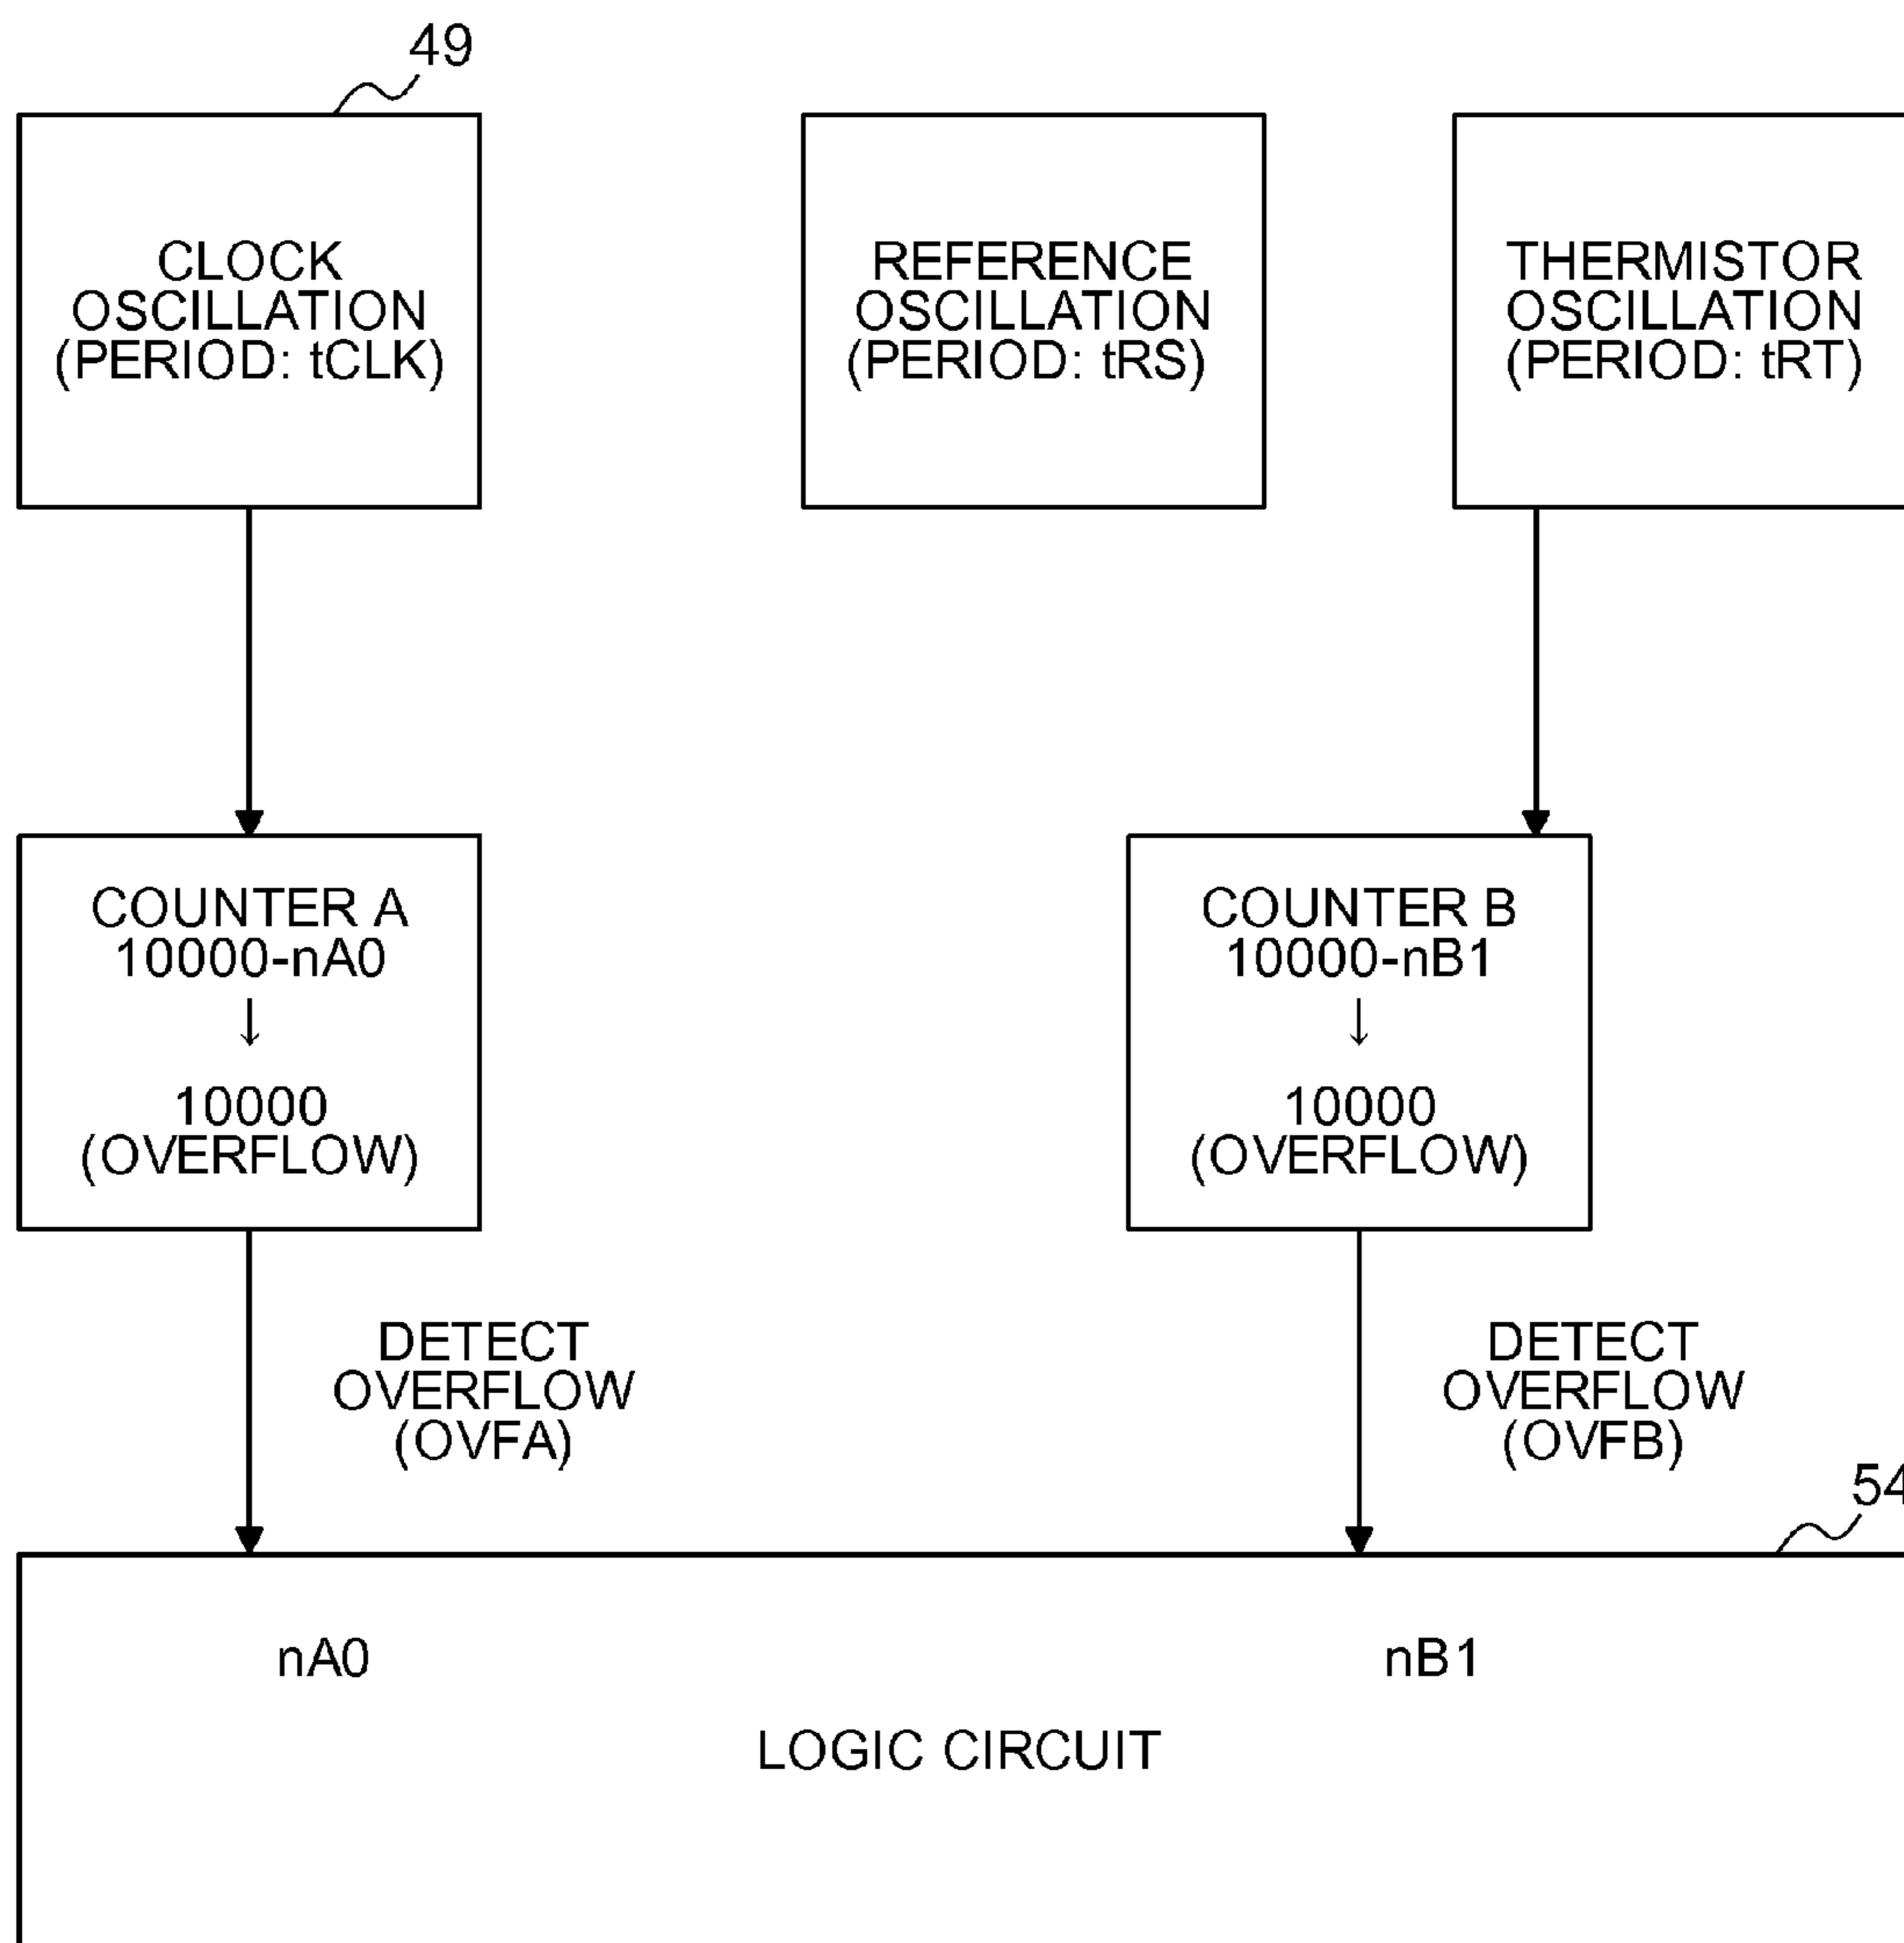 49
CLOCK
OSCILLATION
(PERIOD: tCLK)
REFERENCE
OSCILLATION
(PERIOD: tRS)
THERMISTOR
OSCILLATION
(PERIOD: tRT)
COUNTER A
10000-nA0
↓
10000
(OVERFLOW)
COUNTER B
10000-nB1
↓
10000
(OVERFLOW)
DETECT
OVERFLOW
(OVFA)
DETECT
OVERFLOW
(OVFB)
54
nA0
nB1
LOGIC CIRCUIT